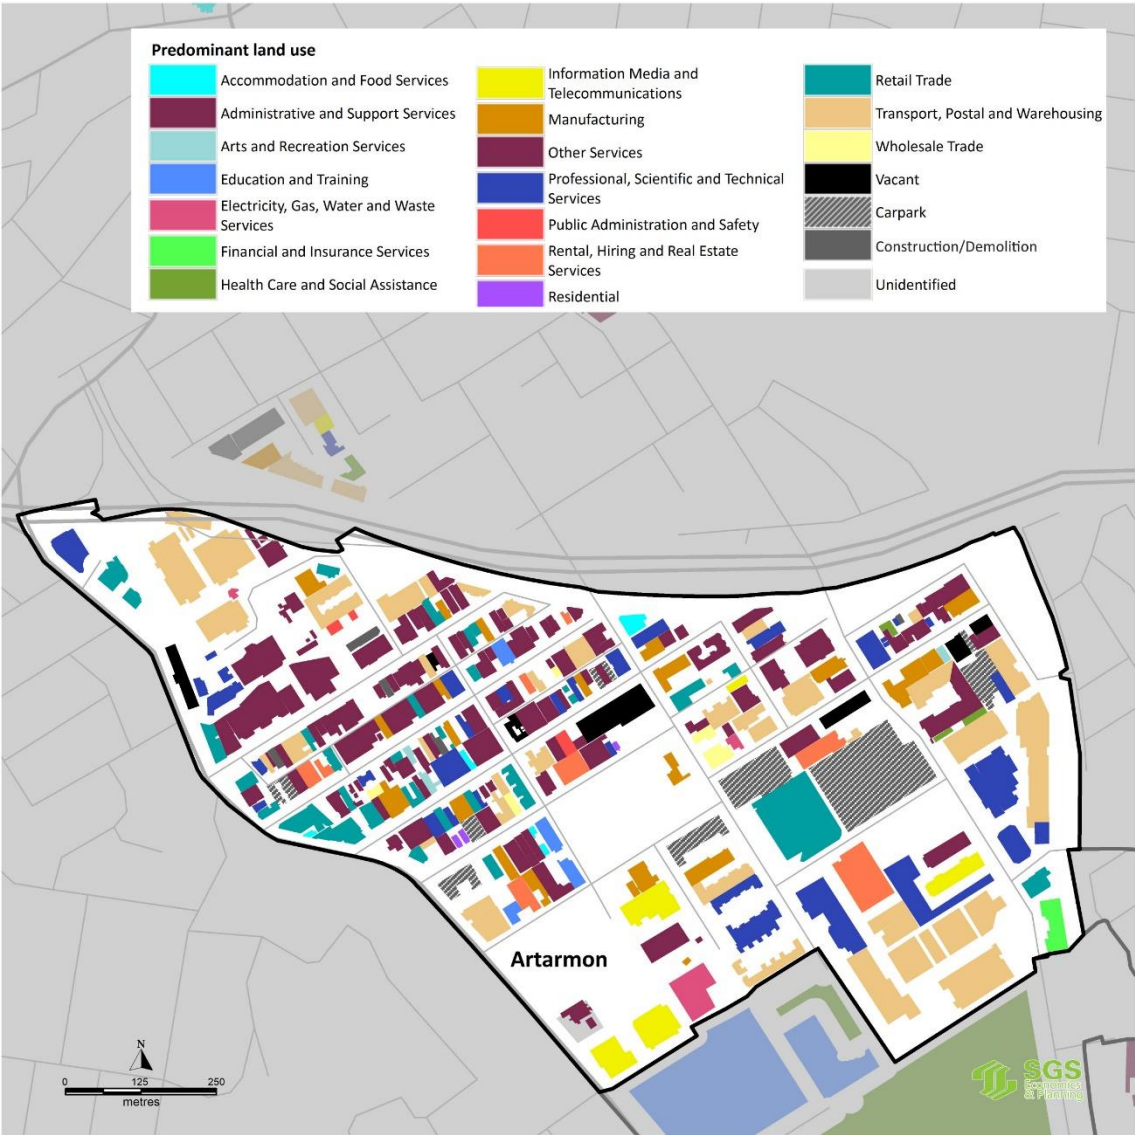 Predominant land use
Accommodation and Food Services
Administrative and Support Services
Arts and Recreation Services
Education and Training
Electricity, Gas, Water and Waste
Services
Financial and Insurance Services
Health Care and Social Assistance
Information Media and
Telecommunications
Manufacturing
Other Services
Professional, Scientific and Technical
Services
Public Administration and Safety
Rental, Hiring and Real Estate
Services
Residential
Retail Trade
Transport, Postal and Warehousing
Wholesale Trade
Vacant
Carpark
Construction/Demolition
Unidentified
Artarmon
N
0 125 250
metres
SGS
Economics
& Planning